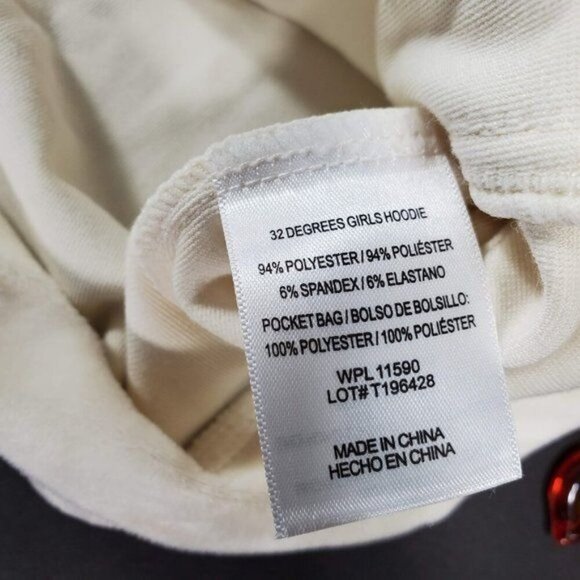 32 DEGREES GIRLS HOODIE
94% POLYESTER / 94% POLIÉSTER
6% SPANDEX / 6% ELASTANO
POCKET BAG / BOLSO DE BOLSILLO:
100% POLYESTER / 100% POLIÉSTER
WPL 11590
LOT# T196428
MADE IN CHINA
HECHO EN CHINA